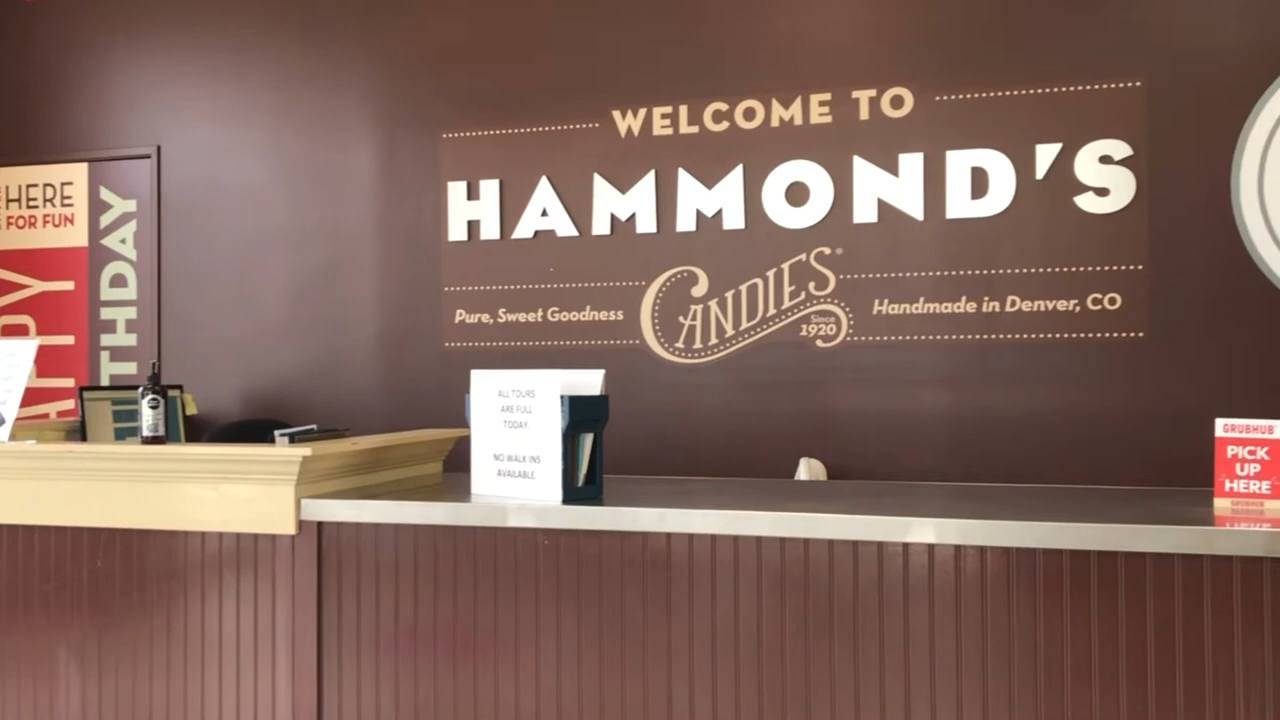 WELCOME TO
HAMMOND'S
CANDIES®
Since
1920
Pure, Sweet Goodness
Handmade in Denver, CO
HERE
FOR FUN
ALL TOURS
ARE FULL
TODAY.
NO WALK INS
AVAILABLE.
GRUBHUB
PICK
UP
HERE